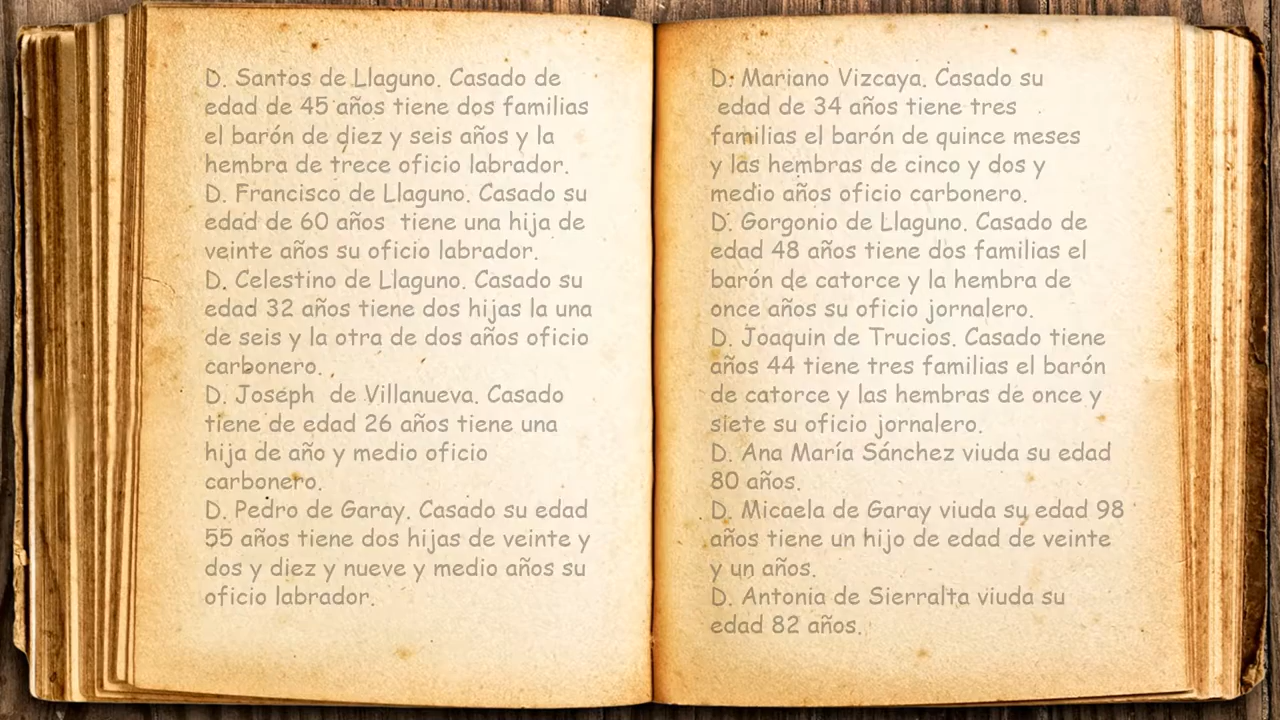 D. Santos de Llaguno. Casado de
edad de 45 años tiene dos familias
el barón de diez y seis años y la
hembra de trece oficio labrador.
D. Francisco de Llaguno. Casado su
edad de 60 años tiene una hija de
veinte años su oficio labrador.
D. Celestino de Llaguno. Casado su
edad 32 años tiene dos hijas la una
de seis y la otra de dos años oficio
carbonero.
D. Joseph de Villanueva. Casado
tiene de edad 26 años tiene una
hija de año y medio oficio
carbonero.
D. Pedro de Garay. Casado su edad
55 años tiene dos hijas de veinte y
dos y diez y nueve y medio años su
oficio labrador.
D. Mariano Vizcaya. Casado su
edad de 34 años tiene tres
familias el barón de quince meses
y las hembras de cinco y dos y
medio años oficio carbonero.
D. Gorgonio de Llaguno. Casado de
edad 48 años tiene dos familias el
barón de catorce y la hembra de
once años su oficio jornalero.
D. Joaquin de Trucios. Casado tiene
años 44 tiene tres familias el barón
de catorce y las hembras de once y
siete su oficio jornalero.
D. Ana María Sánchez viuda su edad
80 años.
D. Micaela de Garay viuda su edad 98
años tiene un hijo de edad de veinte
y un años.
D. Antonia de Sierralta viuda su
edad 82 años.